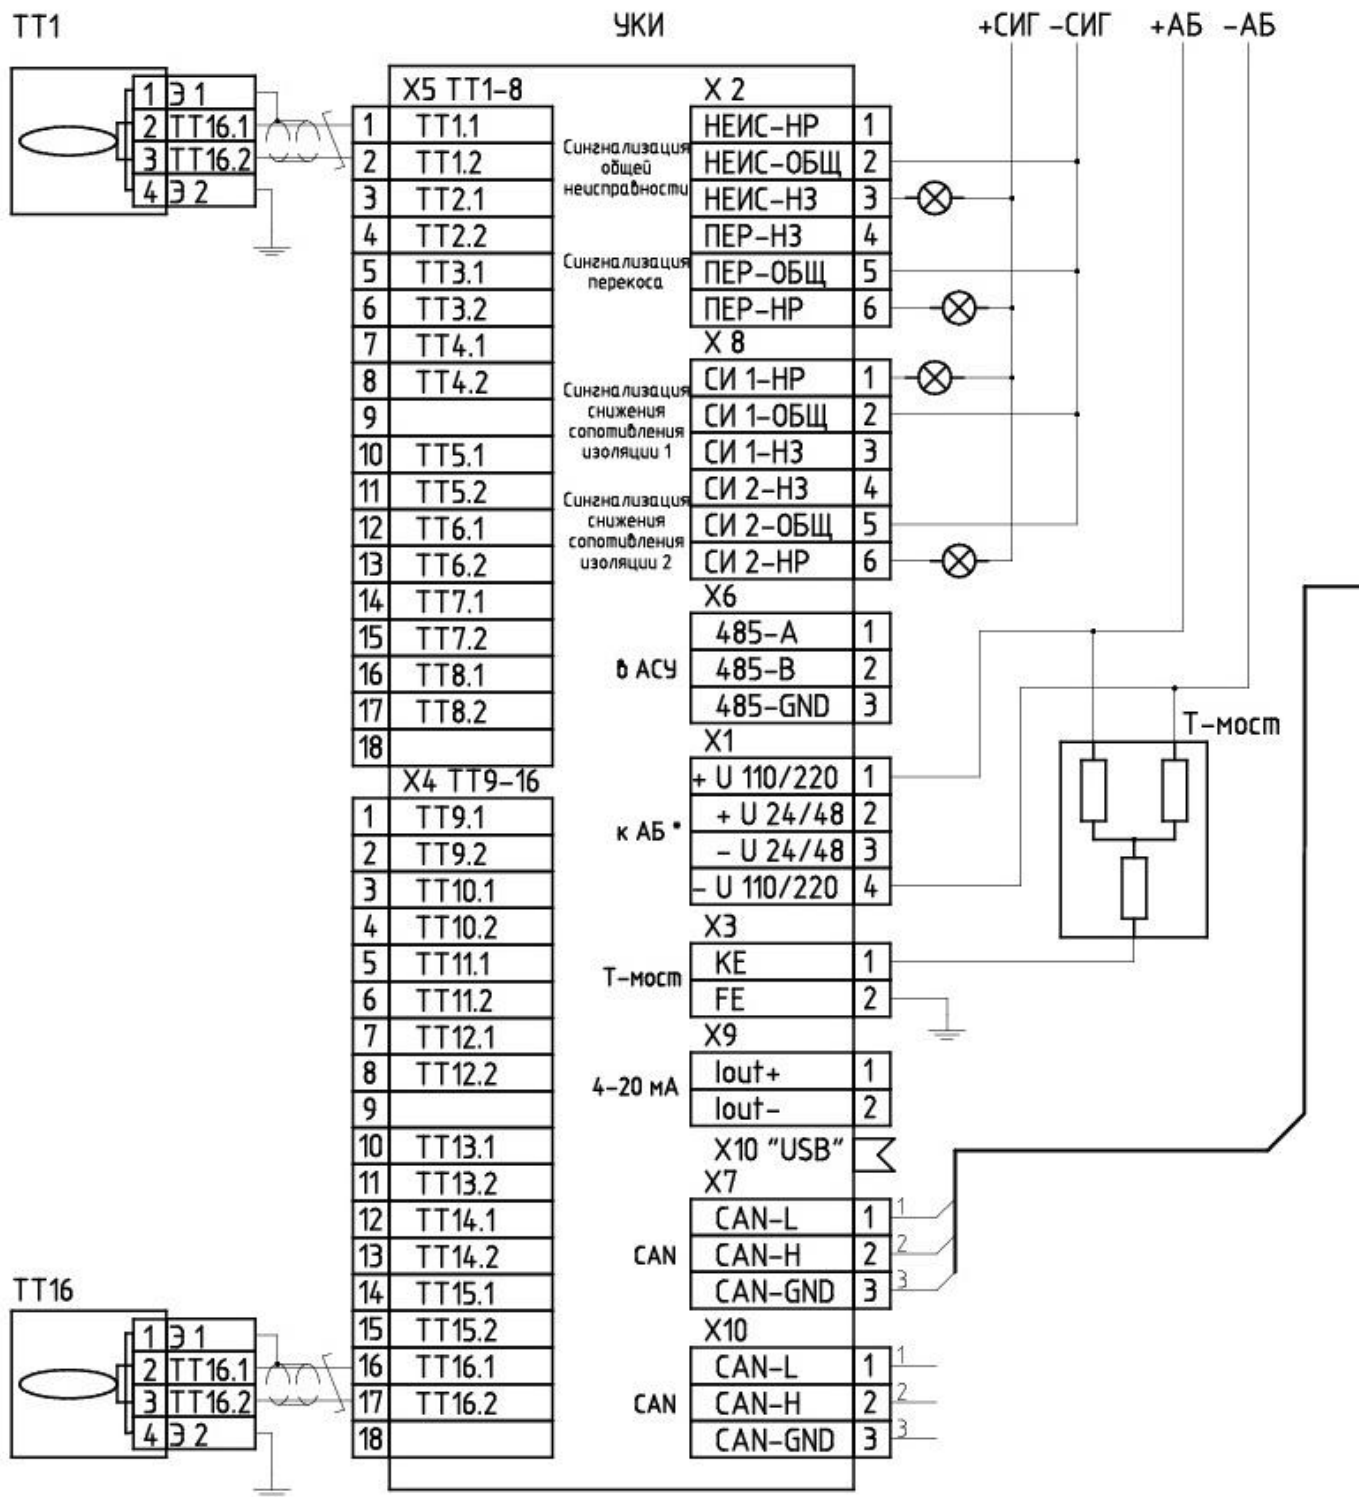 ТТ1
УКИ
+СИГ -СИГ +АБ -АБ
1 Э 1
2 ТТ16.1
3 ТТ16.2
4 Э 2
X5 ТТ1-8
1 ТТ1.1
2 ТТ1.2
3 ТТ2.1
4 ТТ2.2
5 ТТ3.1
6 ТТ3.2
7 ТТ4.1
8 ТТ4.2
9
10 ТТ5.1
11 ТТ5.2
12 ТТ6.1
13 ТТ6.2
14 ТТ7.1
15 ТТ7.2
16 ТТ8.1
17 ТТ8.2
18
X4 ТТ9-16
1 ТТ9.1
2 ТТ9.2
3 ТТ10.1
4 ТТ10.2
5 ТТ11.1
6 ТТ11.2
7 ТТ12.1
8 ТТ12.2
9
10 ТТ13.1
11 ТТ13.2
12 ТТ14.1
13 ТТ14.2
14 ТТ15.1
15 ТТ15.2
16 ТТ16.1
17 ТТ16.2
18
ТТ16
1 Э 1
2 ТТ16.1
3 ТТ16.2
4 Э 2
Сингнализация
общей
неисправности
Сингнализация
перекоса
Сингнализация
снижения
сопотивления
изоляции 1
Сингнализация
снижения
сопотивления
изоляции 2
в АСУ
к АБ *
Т-мост
4-20 мА
CAN
CAN
X 2
НЕИС-НР 1
НЕИС-ОБЩ 2
НЕИС-НЗ 3
ПЕР-НЗ 4
ПЕР-ОБЩ 5
ПЕР-НР 6
X 8
СИ 1-НР 1
СИ 1-ОБЩ 2
СИ 1-НЗ 3
СИ 2-НЗ 4
СИ 2-ОБЩ 5
СИ 2-НР 6
X6
485-A 1
485-B 2
485-GND 3
X1
+ U 110/220 1
+ U 24/48 2
- U 24/48 3
- U 110/220 4
X3
KE 1
FE 2
X9
Iout+ 1
Iout- 2
X10 "USB"
X7
CAN-L 1 1
CAN-H 2 2
CAN-GND 3 3
X10
CAN-L 1 1
CAN-H 2 2
CAN-GND 3 3
Т-мост